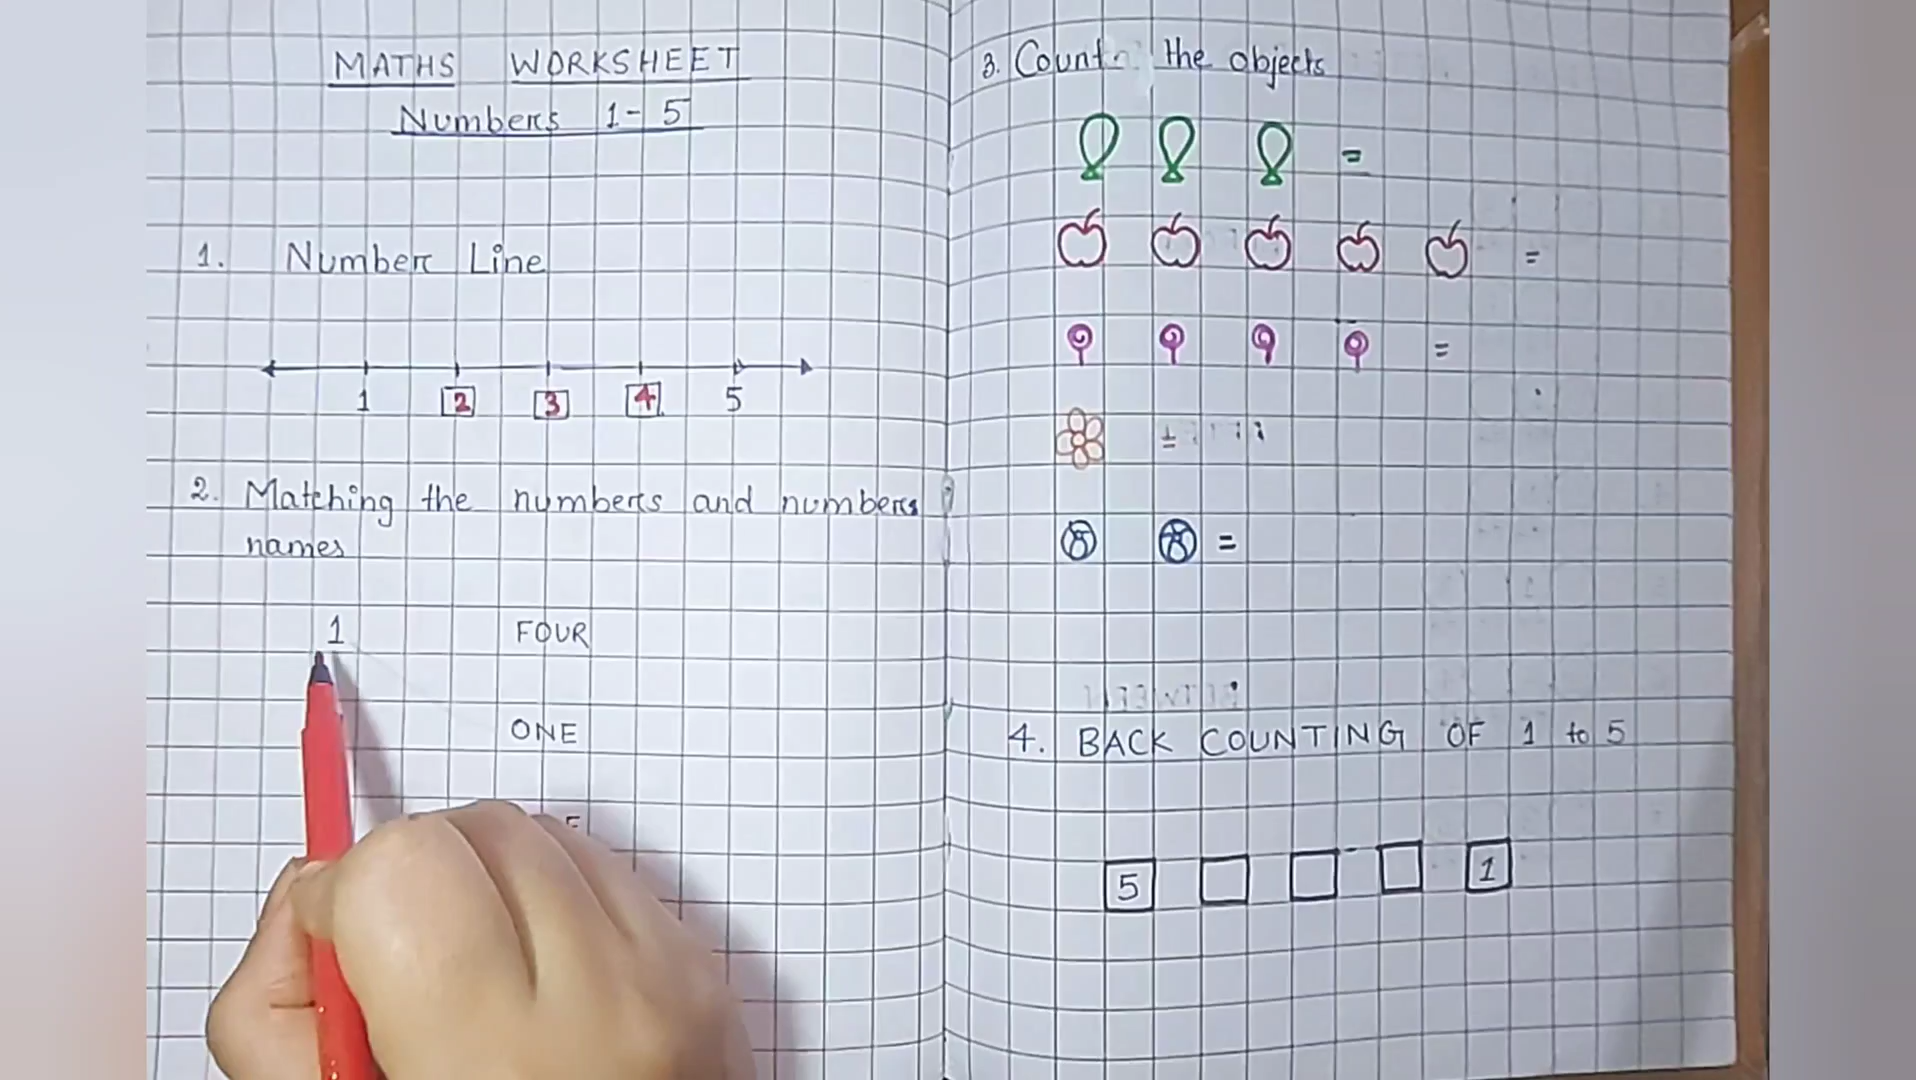 MATHS WORKSHEET
Numbers 1-5
1. Number Line
1 2 3 4 5
2. Matching the numbers and numbers
names
1 FOUR
ONE
3. Count the objects
=
=
=
=
=
4. BACK COUNTING OF 1 to 5
5 1